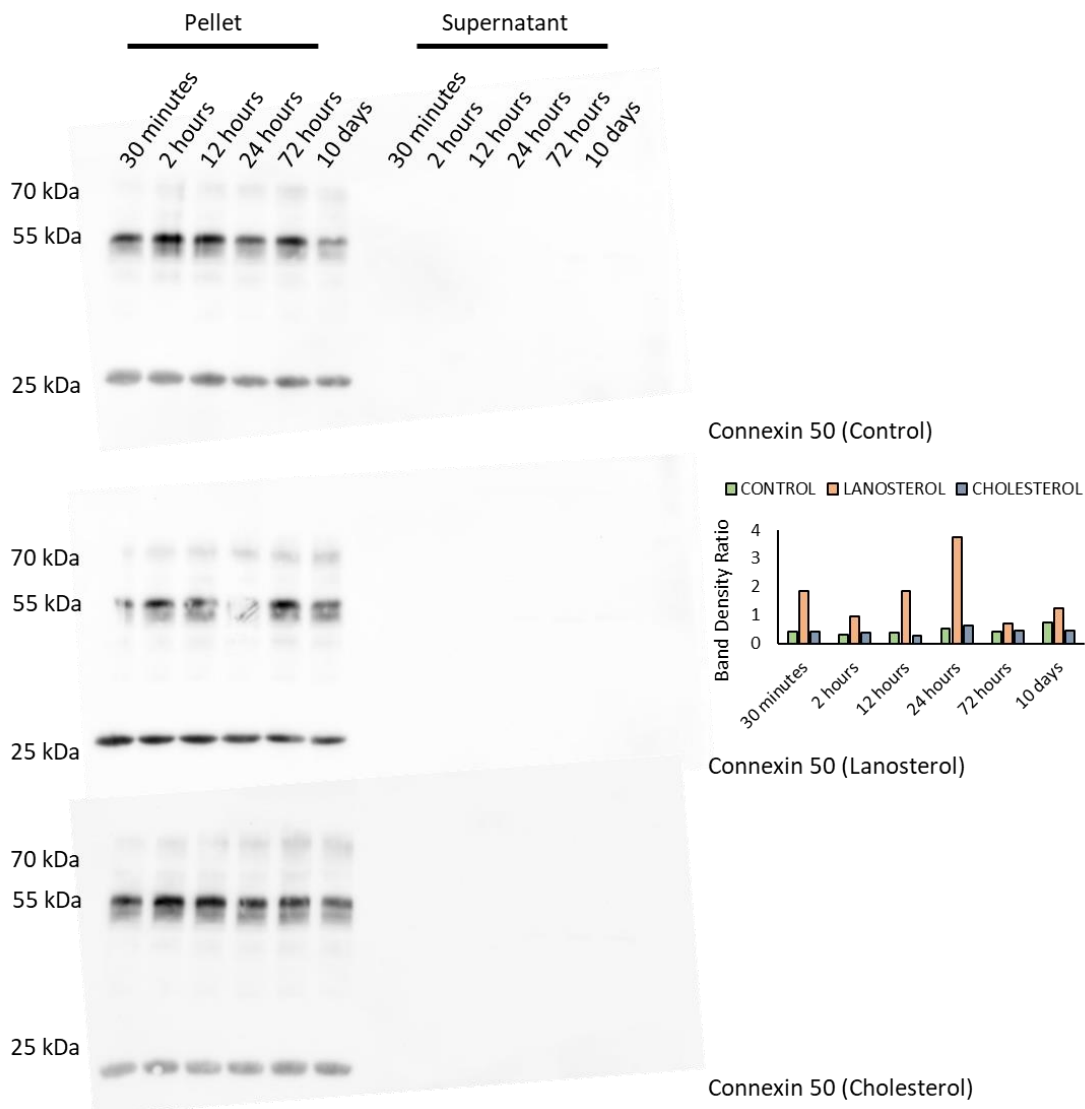 Pellet
Supernatant
30 minutes
2 hours
12 hours
24 hours
72 hours
10 days
30 minutes
2 hours
12 hours
24 hours
72 hours
10 days
70 kDa
55 kDa
25 kDa
Connexin 50 (Control)
70 kDa
55 kDa
25 kDa
CONTROL LANOSTEROL CHOLESTEROL
Band Density Ratio
4
3
2
1
0
30 minutes
2 hours
12 hours
24 hours
72 hours
10 days
Connexin 50 (Lanosterol)
70 kDa
55 kDa
25 kDa
Connexin 50 (Cholesterol)